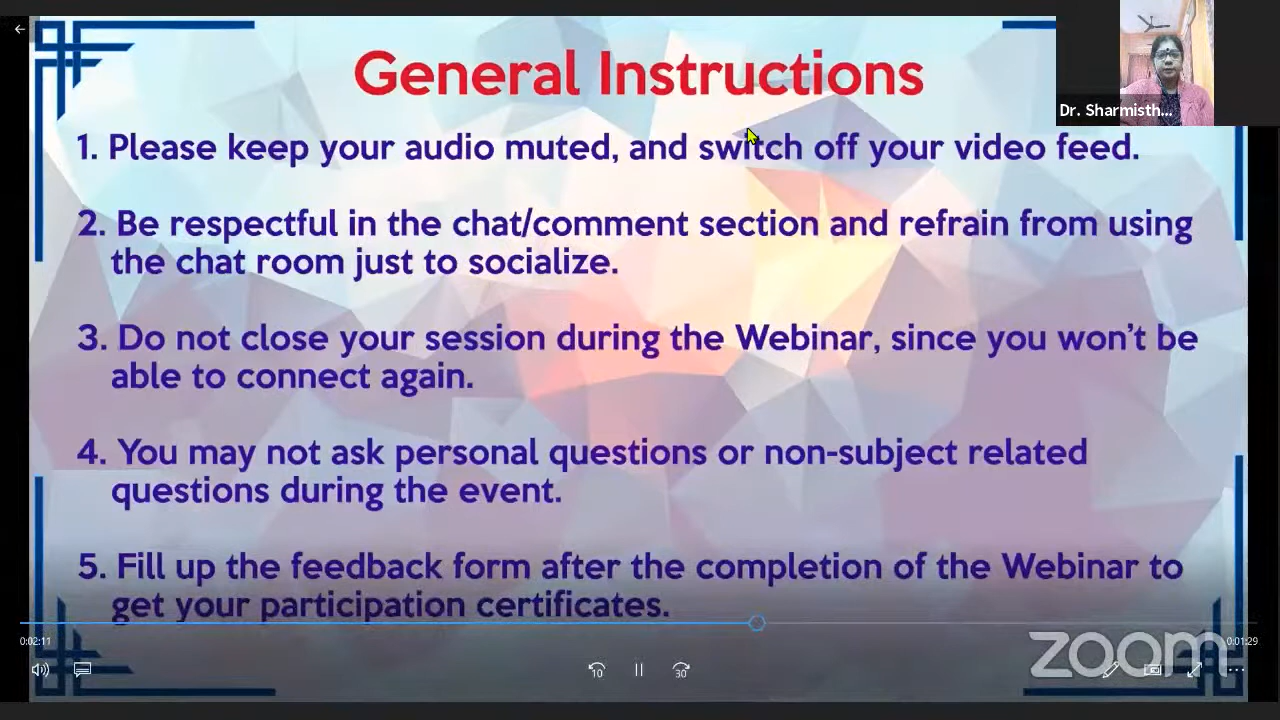 General Instructions
Dr. Sharmisth...
1. Please keep your audio muted, and switch off your video feed.
2. Be respectful in the chat/comment section and refrain from using
the chat room just to socialize.
3. Do not close your session during the Webinar, since you won't be
able to connect again.
4. You may not ask personal questions or non-subject related
questions during the event.
5. Fill up the feedback form after the completion of the Webinar to
get your participation certificates.
0:02:11
0:01:29
zoom
10
30